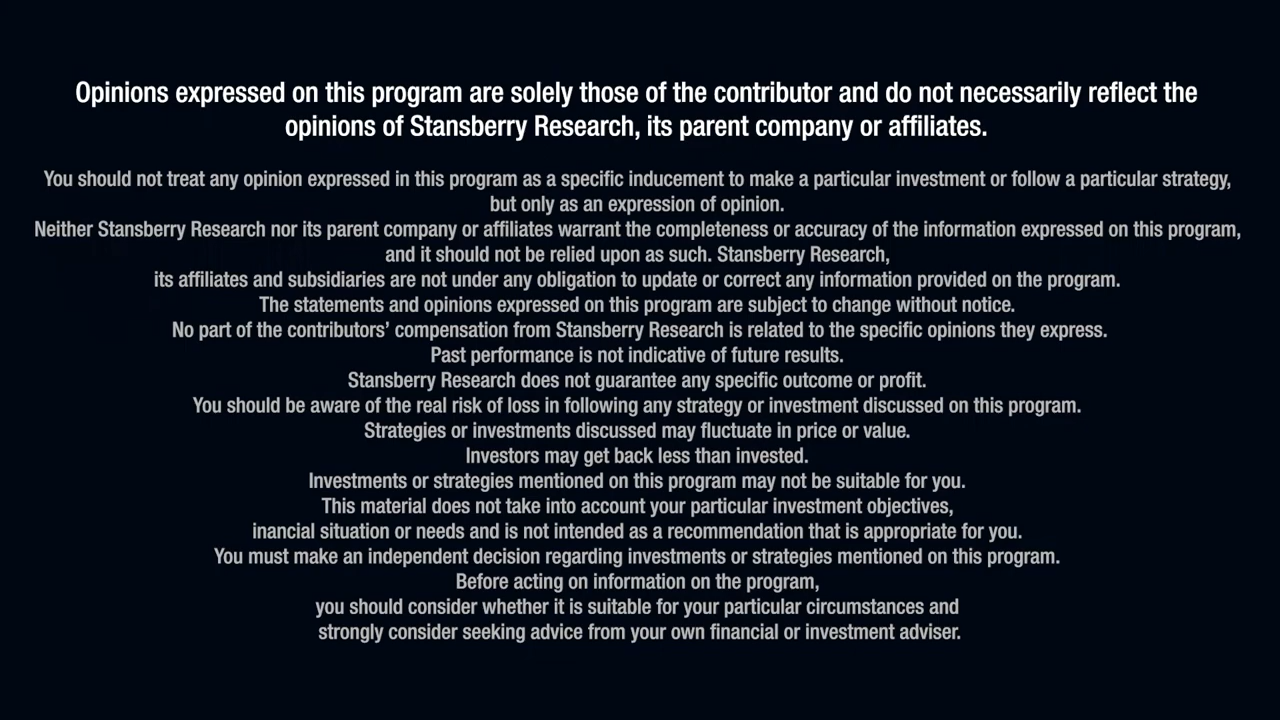 Opinions expressed on this program are solely those of the contributor and do not necessarily reflect the
opinions of Stansberry Research, its parent company or affiliates.
You should not treat any opinion expressed in this program as a specific inducement to make a particular investment or follow a particular strategy,
but only as an expression of opinion.
Neither Stansberry Research nor its parent company or affiliates warrant the completeness or accuracy of the information expressed on this program,
and it should not be relied upon as such. Stansberry Research,
its affiliates and subsidiaries are not under any obligation to update or correct any information provided on the program.
The statements and opinions expressed on this program are subject to change without notice.
No part of the contributors’ compensation from Stansberry Research is related to the specific opinions they express.
Past performance is not indicative of future results.
Stansberry Research does not guarantee any specific outcome or profit.
You should be aware of the real risk of loss in following any strategy or investment discussed on this program.
Strategies or investments discussed may fluctuate in price or value.
Investors may get back less than invested.
Investments or strategies mentioned on this program may not be suitable for you.
This material does not take into account your particular investment objectives,
inancial situation or needs and is not intended as a recommendation that is appropriate for you.
You must make an independent decision regarding investments or strategies mentioned on this program.
Before acting on information on the program,
you should consider whether it is suitable for your particular circumstances and
strongly consider seeking advice from your own financial or investment adviser.